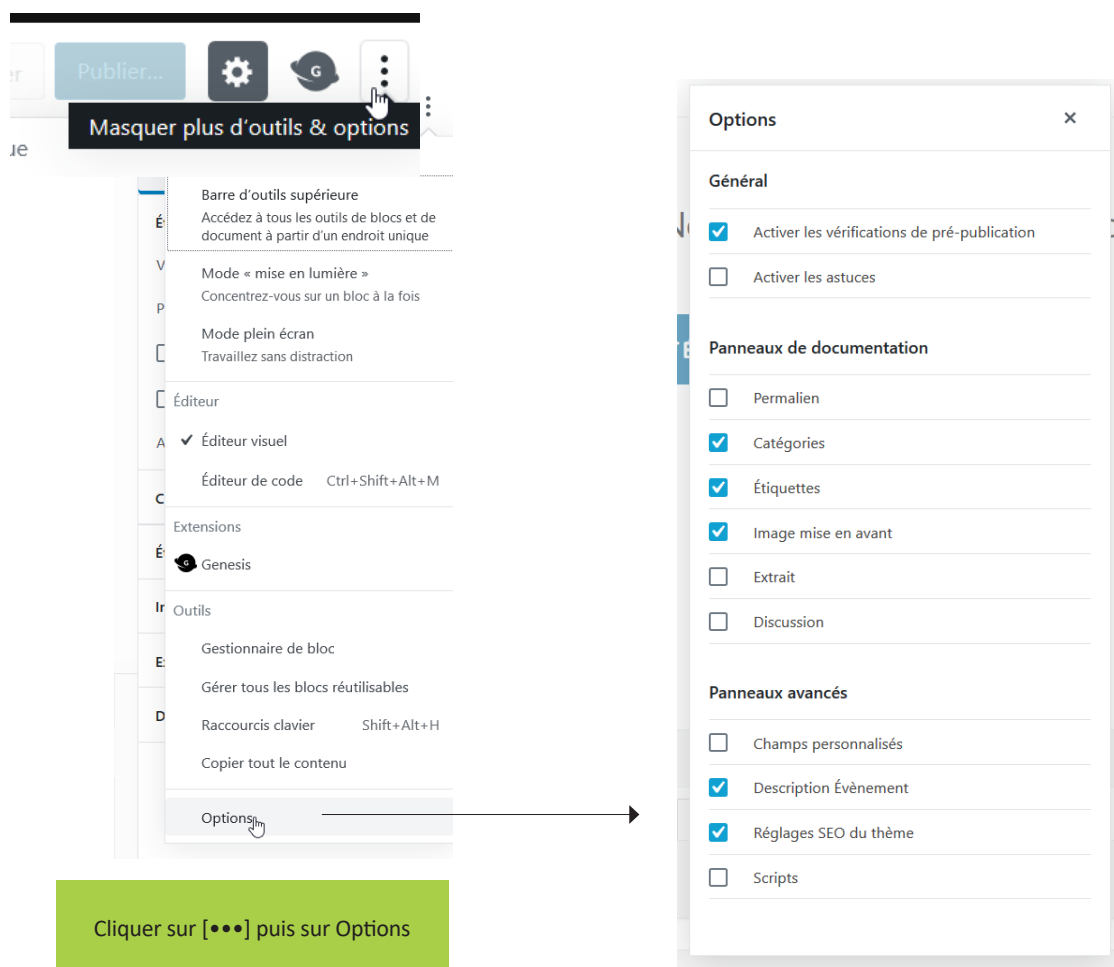 Publier...
G
Masquer plus d'outils & options
ue
Barre d'outils supérieure
Accédez à tous les outils de blocs et de
document à partir d'un endroit unique
Mode « mise en lumière »
Concentrez-vous sur un bloc à la fois
Mode plein écran
Travaillez sans distraction
Éditeur
Éditeur visuel
Éditeur de code Ctrl+Shift+Alt+M
Extensions
Genesis
Outils
Gestionnaire de bloc
Gérer tous les blocs réutilisables
Raccourcis clavier Shift+Alt+H
Copier tout le contenu
Options
Cliquer sur [•••] puis sur Options
Options
Général
Activer les vérifications de pré-publication
Activer les astuces
Panneaux de documentation
Permalien
Catégories
Étiquettes
Image mise en avant
Extrait
Discussion
Panneaux avancés
Champs personnalisés
Description Évènement
Réglages SEO du thème
Scripts